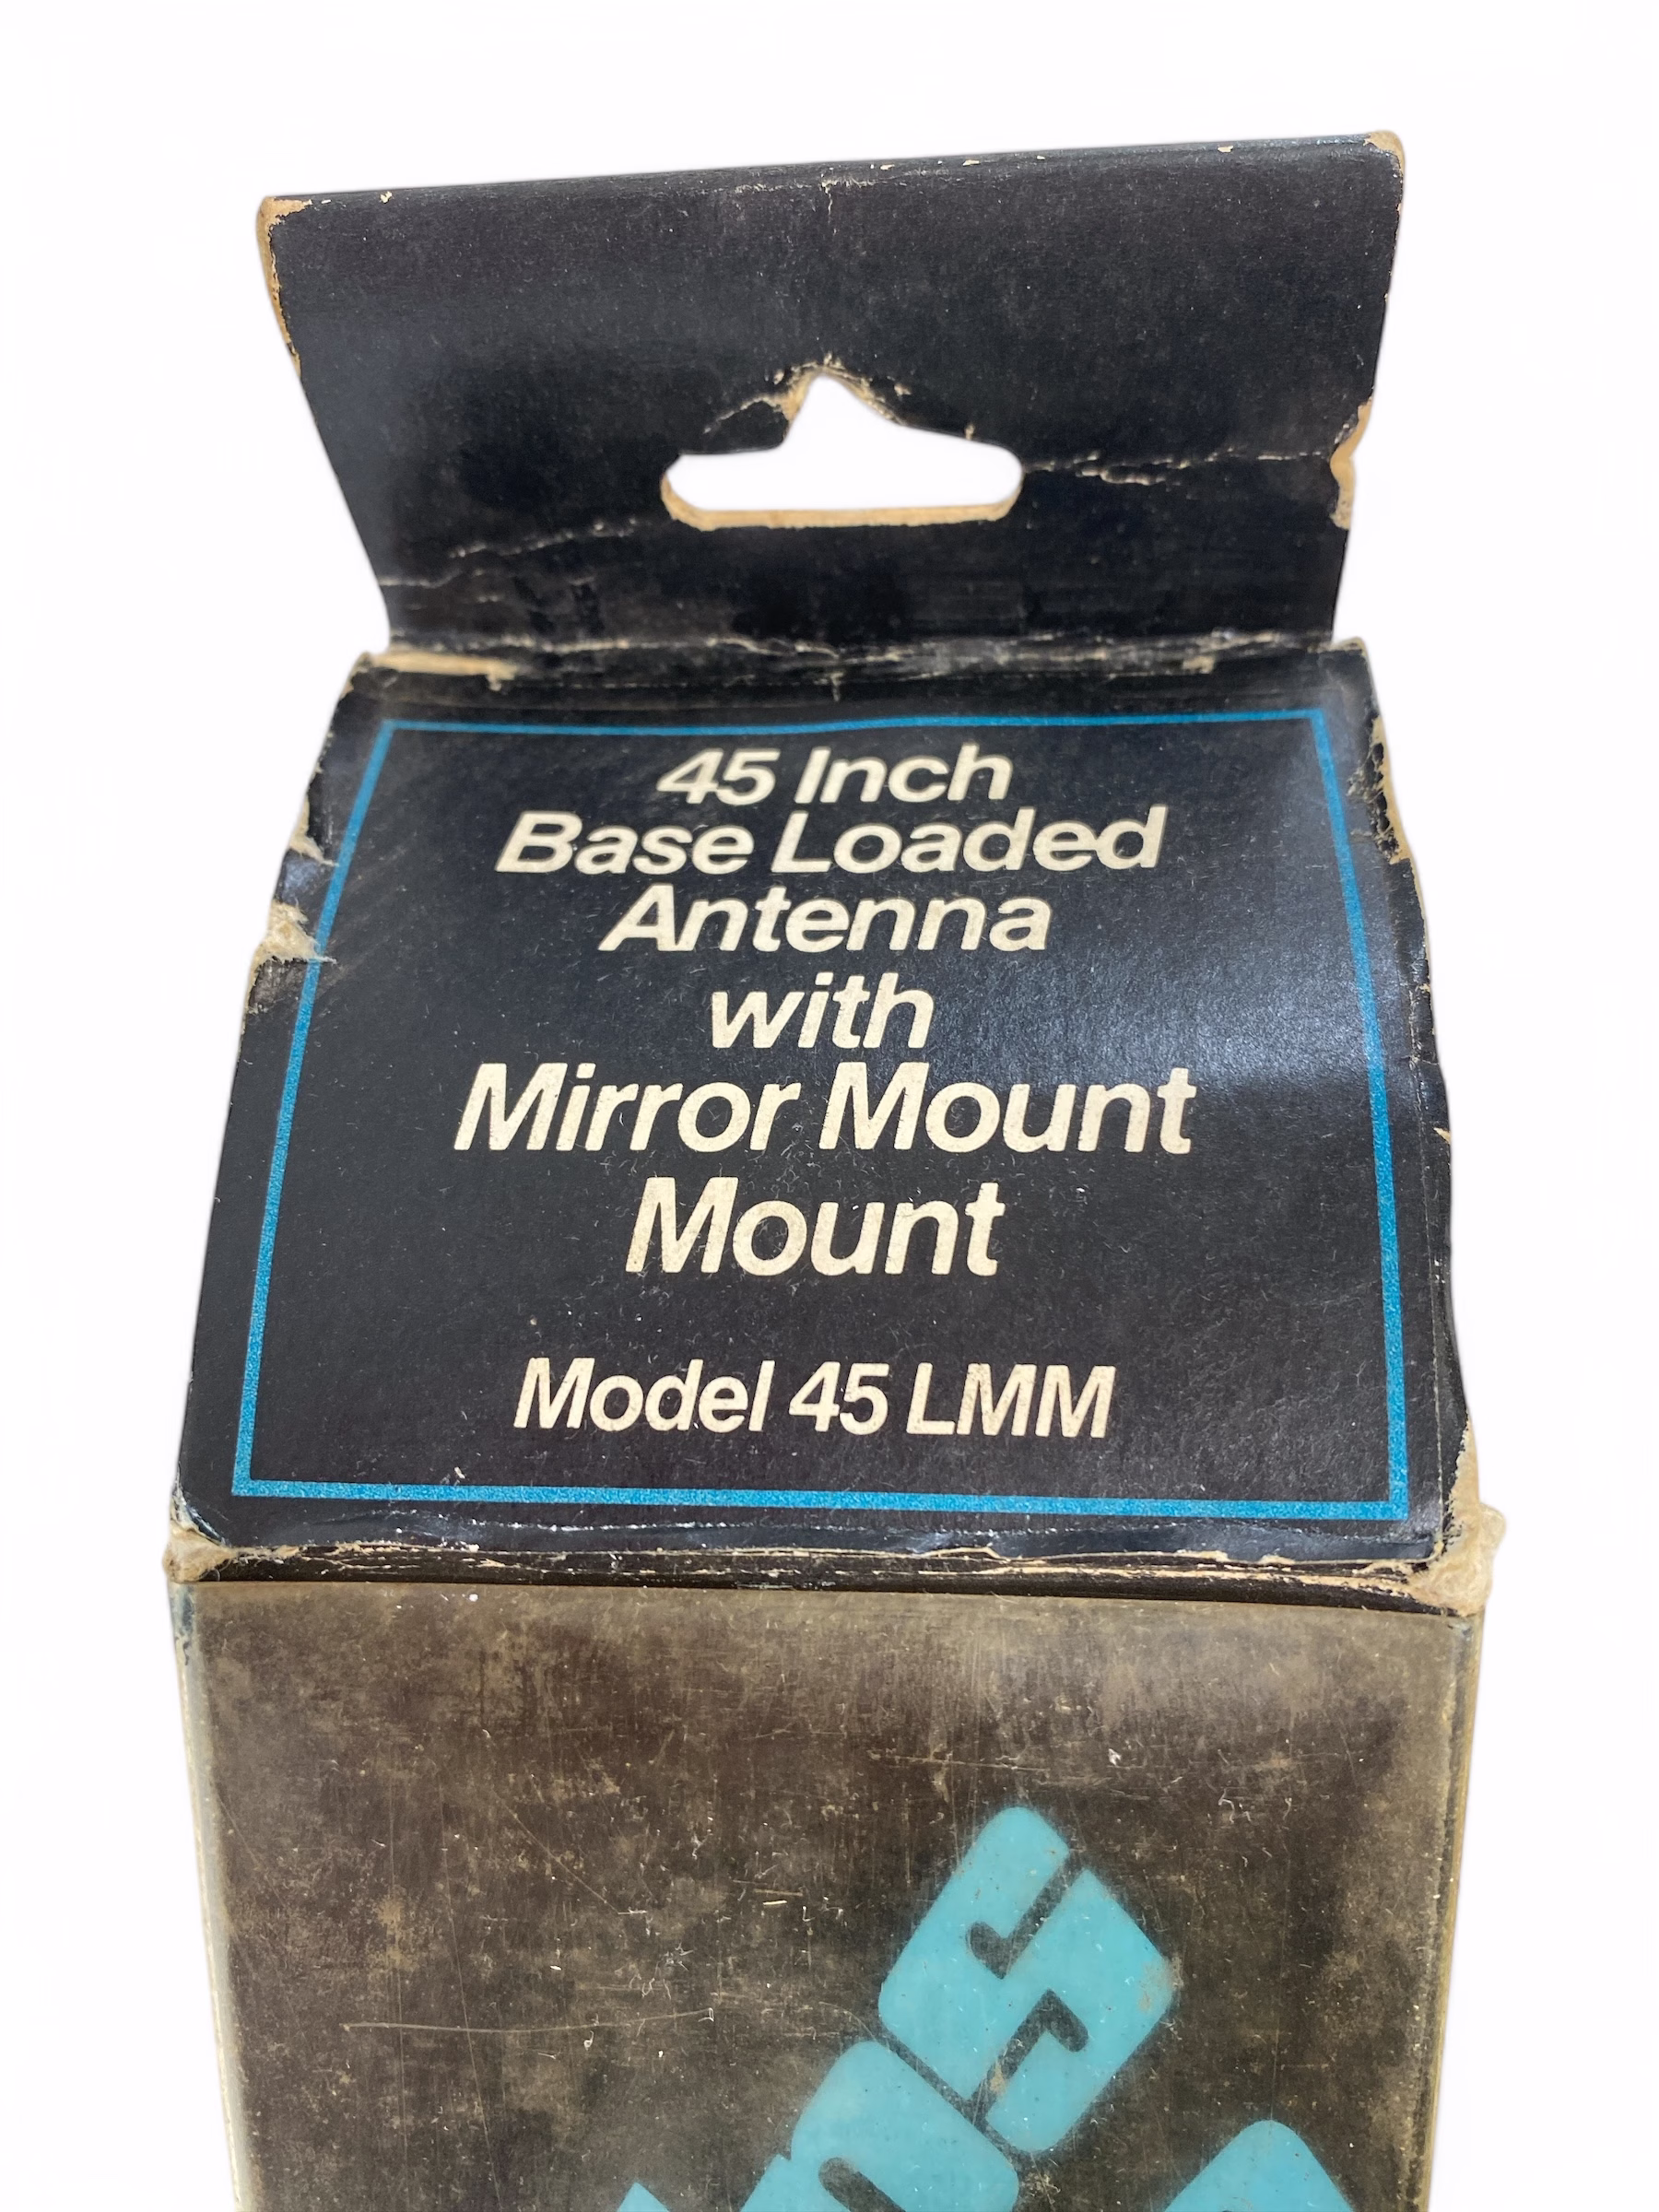 45 Inch
Base Loaded
Antenna
with
Mirror Mount
Mount
Model 45 LMM